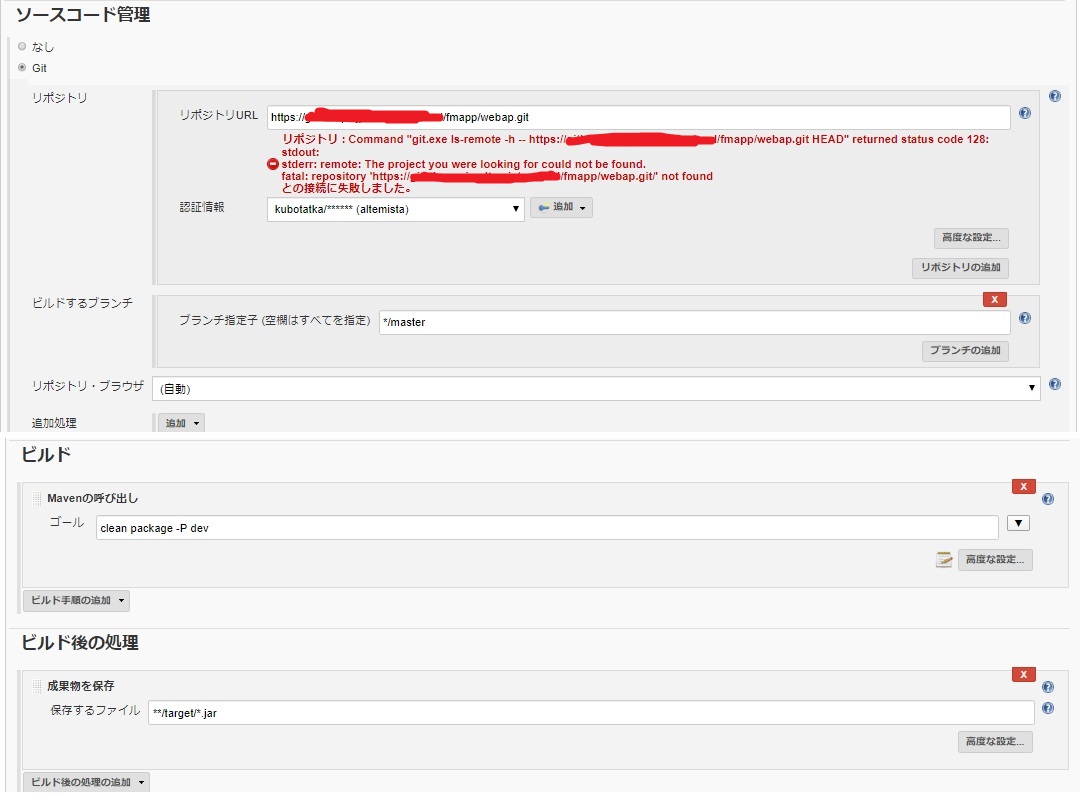 ソースコード管理
なし
Git
リポジトリ
リポジトリURL https:// /fmapp/webap.git
リポジトリ : Command "git.exe ls-remote -h -- https:// /fmapp/webap.git HEAD" returned status code 128:
stdout:
stderr: remote: The project you were looking for could not be found.
fatal: repository 'https:// /fmapp/webap.git/' not found
との接続に失敗しました。
認証情報 kubotatka/****** (altemista) ▼ 追加
高度な設定...
リポジトリの追加
ビルドするブランチ
X
ブランチ指定子 (空欄はすべてを指定) */master
ブランチの追加
リポジトリ・ブラウザ (自動) ▼
追加処理 追加
ビルド
X
Mavenの呼び出し
ゴール clean package -P dev ▼
高度な設定...
ビルド手順の追加
ビルド後の処理
X
成果物を保存
保存するファイル **/target/*.jar
高度な設定...
ビルド後の処理の追加